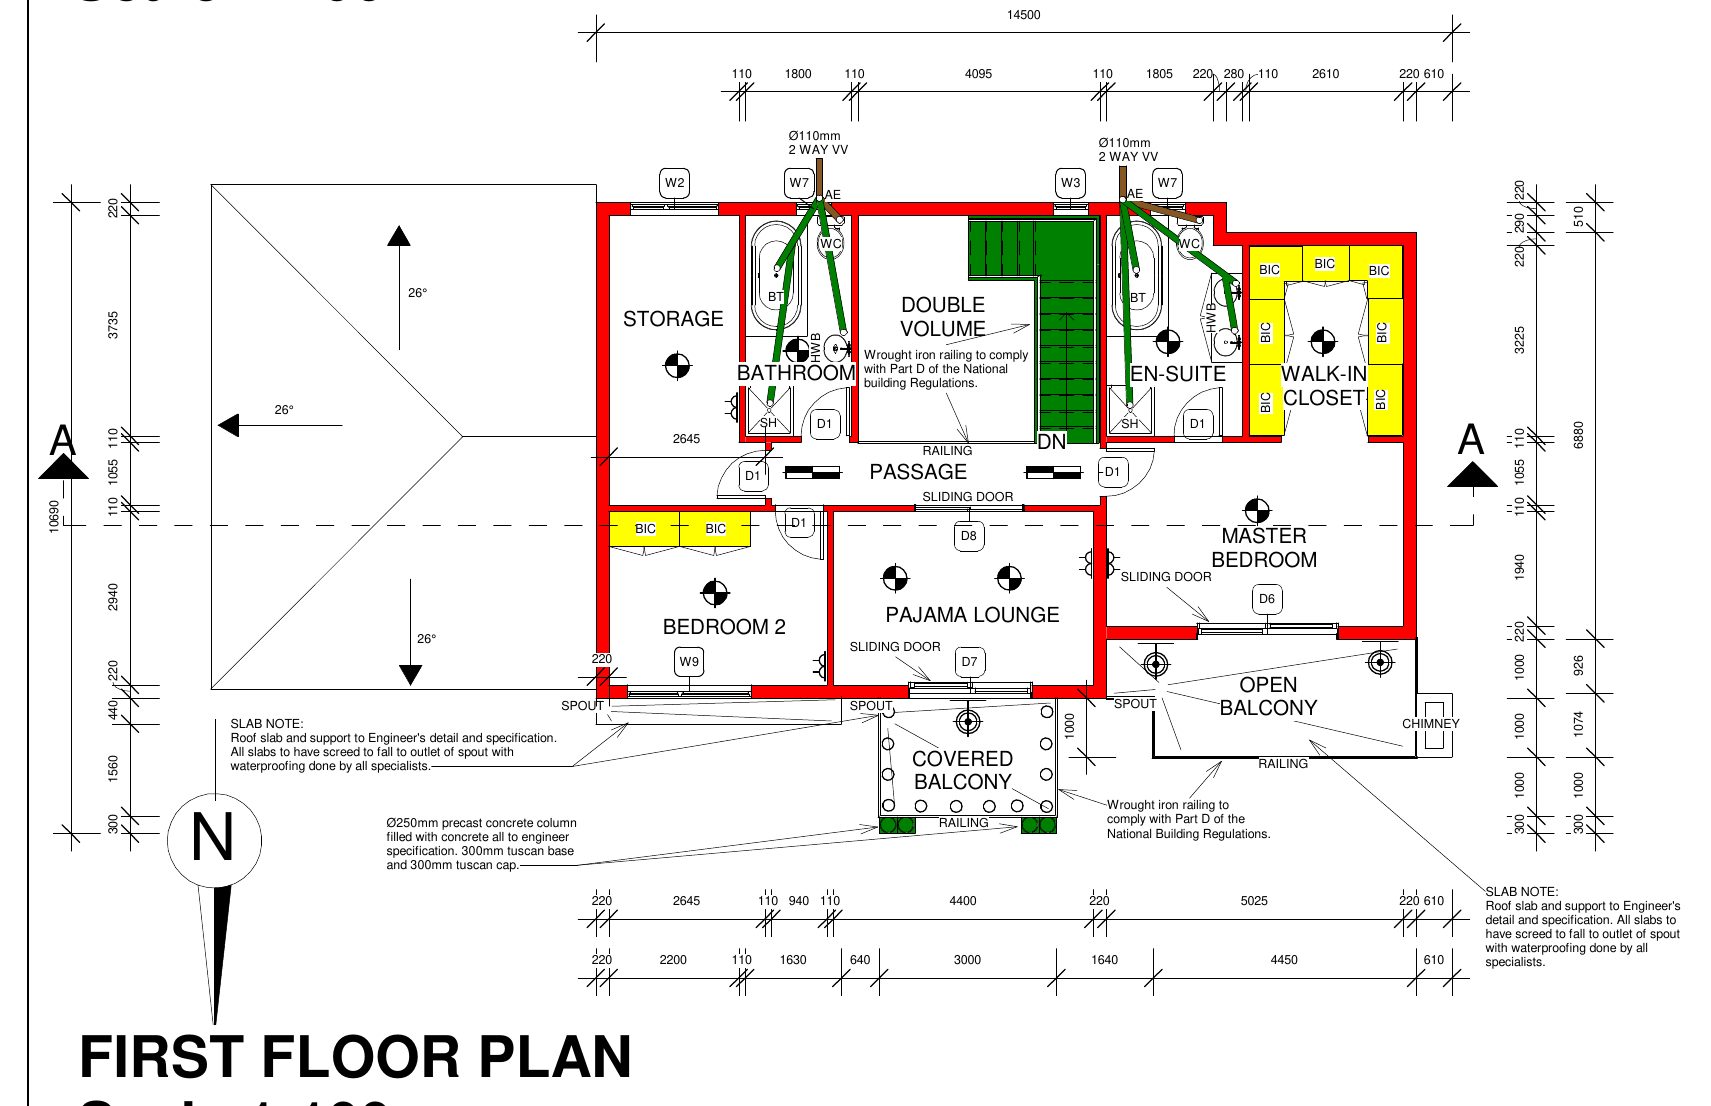 14500
110 1800 110 4095 110 1805 220 280 110 2610 220 610
Ø110mm
2 WAY VV
Ø110mm
2 WAY VV
W2
W7
AE
W3
AE
W7
220
3735
110
1055
110
2940
220
440
1560
300
10690
220
290
220
3225
110
1055
110
1940
220
1000
1000
1000
300
510
6880
926
1074
1000
300
26°
26°
26°
A
A
STORAGE
BT
WC
HWB
BATHROOM
SH
D1
2645
D1
DOUBLE
VOLUME
Wrought iron railing to comply
with Part D of the National
building Regulations.
RAILING
DN
PASSAGE
SLIDING DOOR
D8
D1
BT
WC
HWB
EN-SUITE
SH
D1
BIC
BIC
BIC
BIC
BIC
BIC
BIC
WALK-IN
CLOSET
BIC
BIC
D1
BEDROOM 2
220
W9
PAJAMA LOUNGE
SLIDING DOOR
D7
MASTER
BEDROOM
SLIDING DOOR
D6
SPOUT
SPOUT
SPOUT
1000
OPEN
BALCONY
CHIMNEY
RAILING
COVERED
BALCONY
RAILING
SLAB NOTE:
Roof slab and support to Engineer's detail and specification.
All slabs to have screed to fall to outlet of spout with
waterproofing done by all specialists.
Ø250mm precast concrete column
filled with concrete all to engineer
specification. 300mm tuscan base
and 300mm tuscan cap.
Wrought iron railing to
comply with Part D of the
National Building Regulations.
SLAB NOTE:
Roof slab and support to Engineer's
detail and specification. All slabs to
have screed to fall to outlet of spout
with waterproofing done by all
specialists.
N
220 2645 110 940 110 4400 220 5025 220 610
220 2200 110 1630 640 3000 1640 4450 610
FIRST FLOOR PLAN